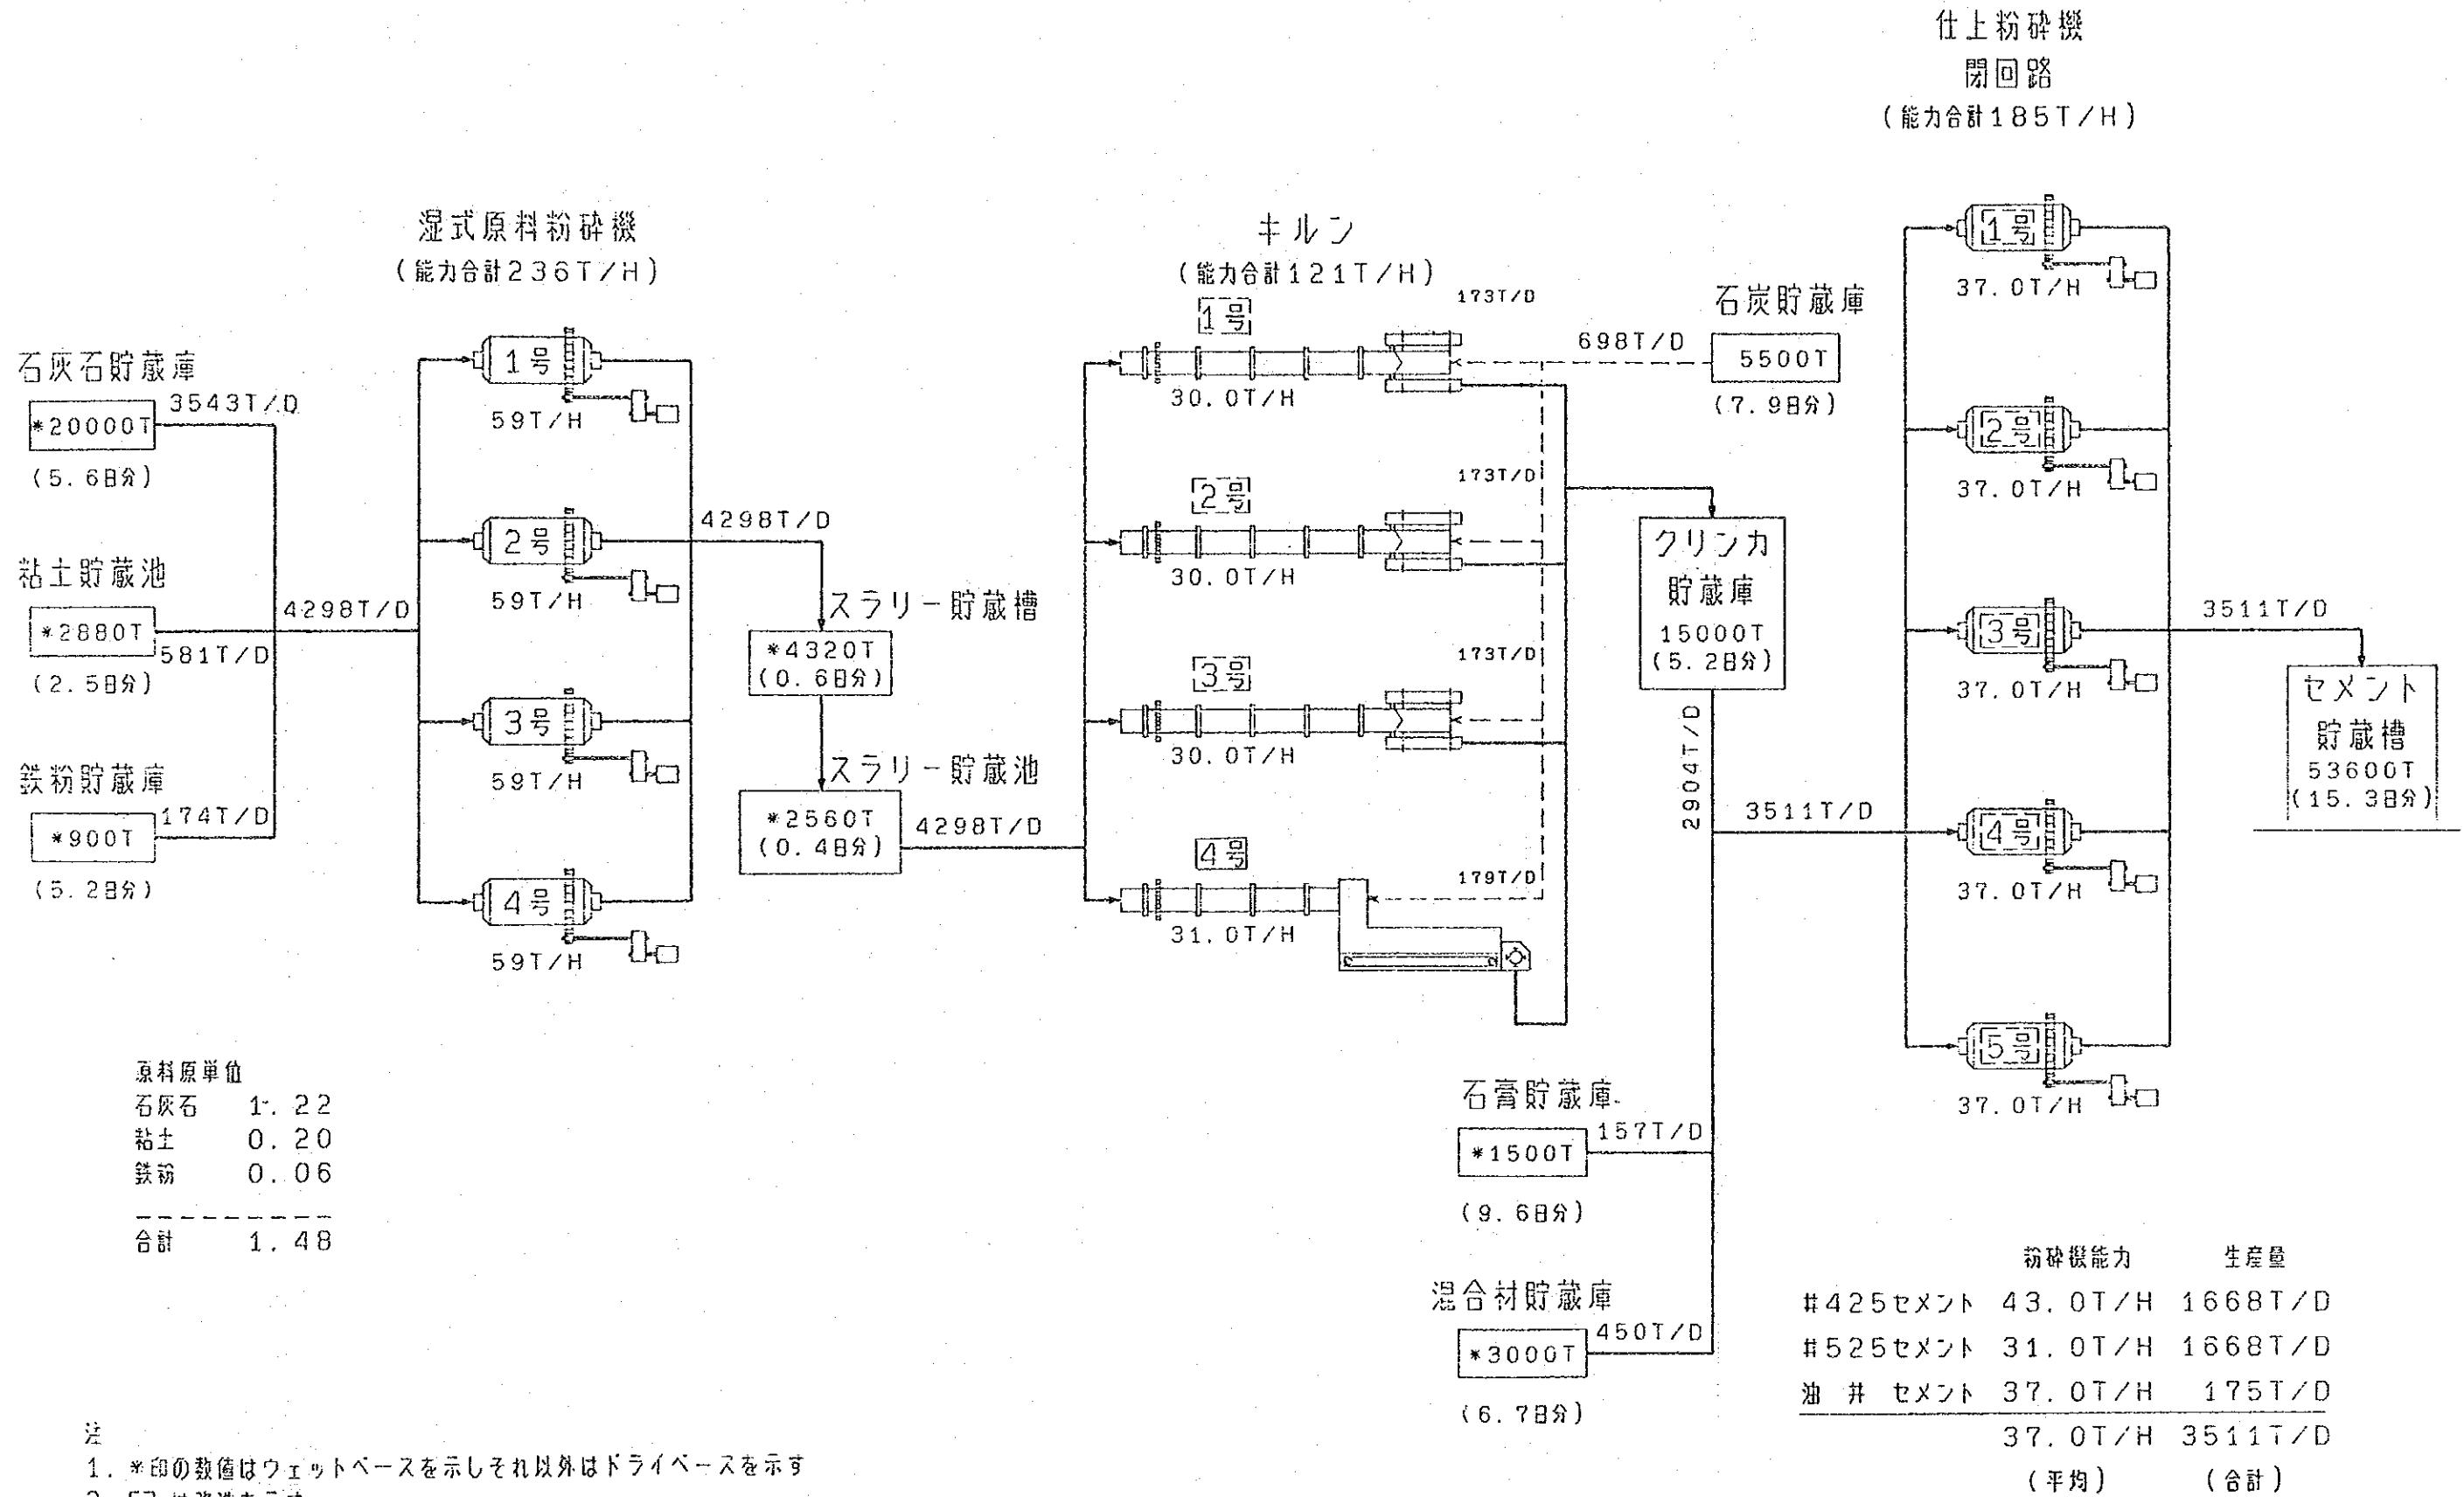 仕上粉砕機
閉回路
(能力合計185T/H)
湿式原料粉砕機
(能力合計236T/H)
キルン
(能力合計121T/H)
石灰石貯蔵庫
*20000T
3543T/D
(5.6日分)
粘土貯蔵池
*2880T
581T/D
(2.5日分)
鉄粉貯蔵庫
*900T
174T/D
(5.2日分)
4298T/D
1号
59T/H
2号
59T/H
3号
59T/H
4号
59T/H
4298T/D
スラリー貯蔵槽
*4320T
(0.6日分)
スラリー貯蔵池
*2560T
(0.4日分)
4298T/D
1号
30.0T/H
173T/D
2号
30.0T/H
173T/D
3号
30.0T/H
173T/D
4号
31.0T/H
179T/D
石炭貯蔵庫
698T/D
5500T
(7.9日分)
クリンカ
貯蔵庫
15000T
(5.2日分)
2904T/D
3511T/D
石膏貯蔵庫
*1500T
157T/D
(9.6日分)
混合材貯蔵庫
*3000T
450T/D
(6.7日分)
1号
37.0T/H
2号
37.0T/H
3号
37.0T/H
4号
37.0T/H
5号
37.0T/H
3511T/D
セメント
貯蔵槽
53600T
(15.3日分)
原料原単位
石灰石 1.22
粘土 0.20
鉄粉 0.06
合計 1.48
粉砕機能力 生産量
#425セメント 43.0T/H 1668T/D
#525セメント 31.0T/H 1668T/D
油井セメント 37.0T/H 175T/D
37.0T/H 3511T/D
(平均) (合計)
注
1. *印の数値はウェットベースを示しそれ以外はドライベースを示す